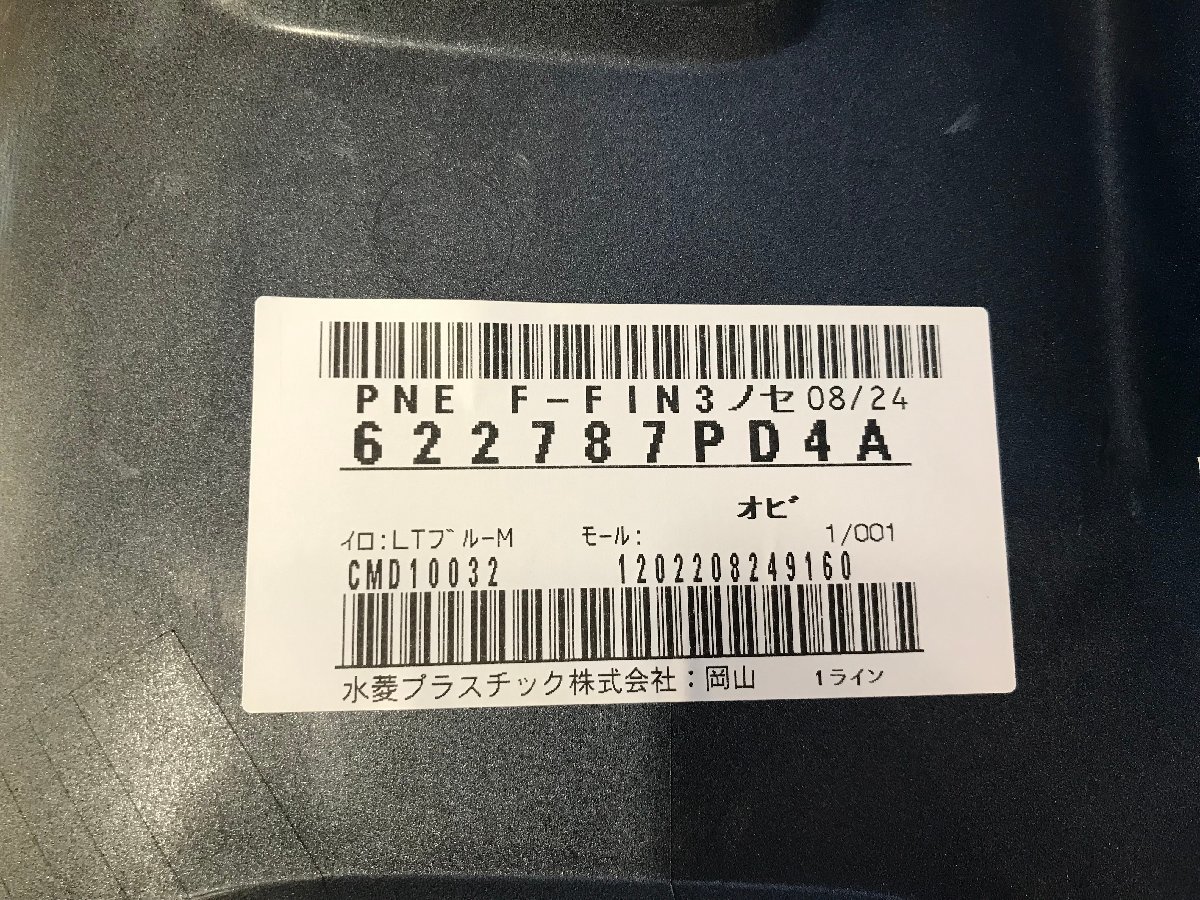 PNE F-FIN3ノセ 08/24
622787PD4A
オビ
イロ:LTブルーM モール: 1/001
CMD10032 1202208249160
水菱プラスチック株式会社:岡山 1ライン